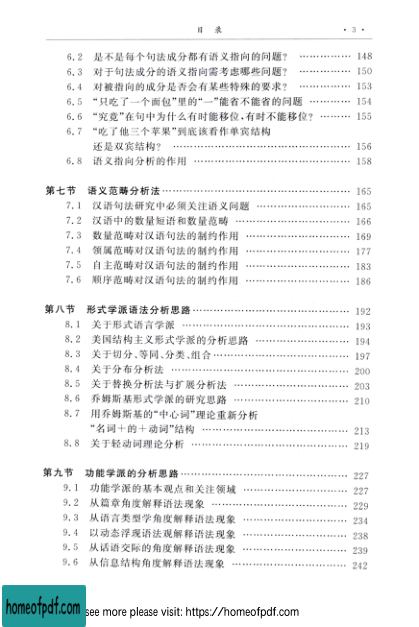 目 录 ·3·
6.2 是不是每个句法成分都有语义指向的问题? …………… 148
6.3 对于句法成分的语义指向需考虑哪些问题? …………… 150
6.4 对被指向的成分是否会有某些特殊的要求? …………… 153
6.5 “只吃了一个面包”里的“一”能省不能省的问题 ………… 154
6.6 “究竟”在句中为什么有时能移位,有时不能移位? ……… 155
6.7 “吃了他三个苹果”到底该看作单宾结构
还是双宾结构? …………………………………………… 156
6.8 语义指向分析的作用 …………………………………… 158
第七节 语义范畴分析法 ………………………………………… 165
7.1 汉语句法研究中必须关注语义问题 …………………… 165
7.2 汉语中的数量短语和数量范畴 ………………………… 166
7.3 数量范畴对汉语句法的制约作用 ……………………… 169
7.4 领属范畴对汉语句法的制约作用 ……………………… 177
7.5 自主范畴对汉语句法的制约作用 ……………………… 183
7.6 顺序范畴对汉语句法的制约作用 ……………………… 186
第八节 形式学派语法分析思路 ………………………………… 192
8.1 关于形式语言学派 ……………………………………… 193
8.2 美国结构主义形式学派的分析思路 …………………… 194
8.3 关于切分、等同、分类、组合 …………………………… 197
8.4 关于分布分析法 ………………………………………… 200
8.5 关于替换分析法与扩展分析法 ………………………… 203
8.6 乔姆斯基形式学派的研究思路 ………………………… 210
8.7 用乔姆斯基的“中心词”理论重新分析
“名词+的+动词”结构 …………………………………… 213
8.8 关于轻动词理论分析 …………………………………… 219
第九节 功能学派的分析思路 …………………………………… 227
9.1 功能学派的基本观点和关注领域 ……………………… 227
9.2 从篇章角度解释语法现象 ……………………………… 229
9.3 从语言类型学角度解释语法现象 ……………………… 234
9.4 以动态浮现语法观解释语法现象 ……………………… 238
9.5 从话语交际的角度解释语法现象 ……………………… 239
9.6 从信息结构角度解释语法现象 ………………………… 242
homeofpdf.com
see more please visit: https://homeofpdf.com